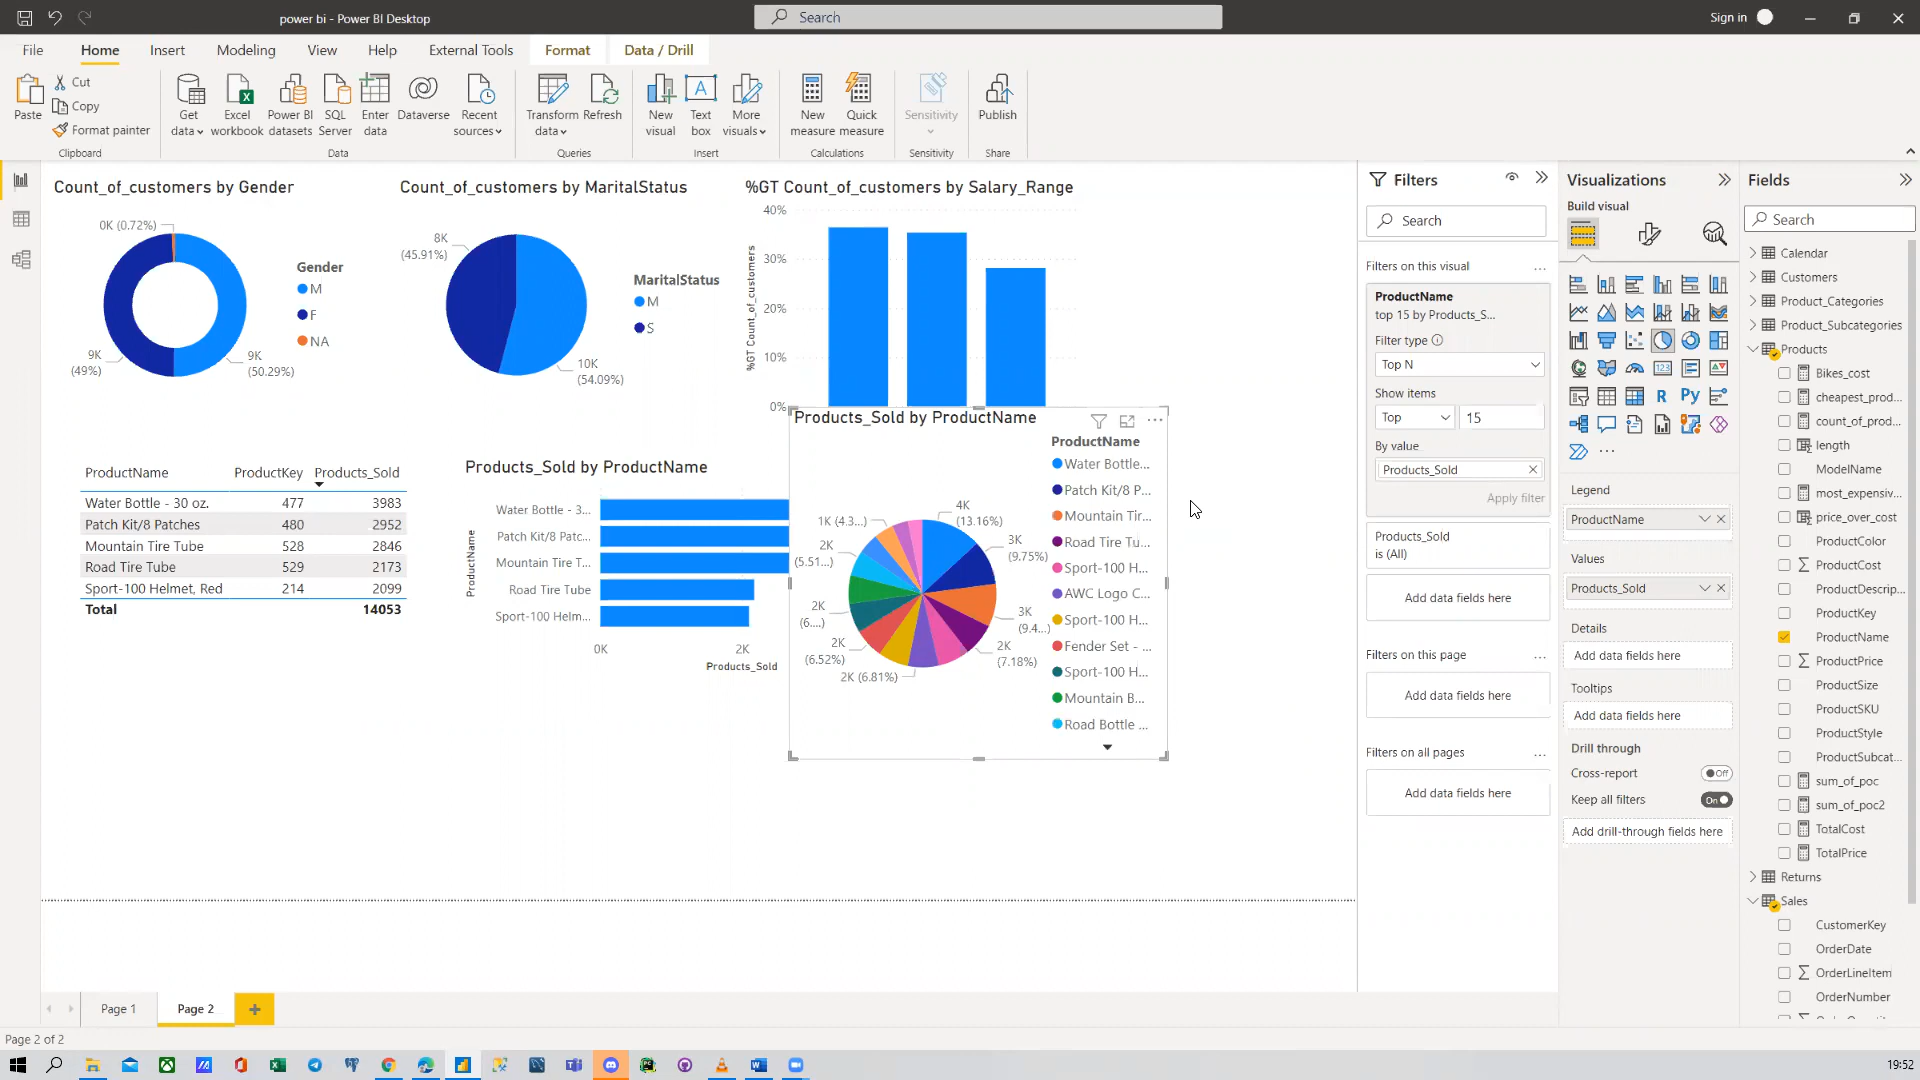 power bi - Power BI Desktop
Search
Sign in
File
Home
Insert
Modeling
View
Help
External Tools
Format
Data / Drill
Paste
Cut
Copy
Format painter
Clipboard
Get data
Excel workbook
Power BI datasets
SQL Server
Enter data
Dataverse
Recent sources
Data
Transform data
Refresh
Queries
New visual
Text box
More visuals
Insert
New measure
Quick measure
Calculations
Sensitivity
Sensitivity
Publish
Share
Count_of_customers by Gender
0K (0.72%)
9K
(49%)
9K
(50.29%)
Gender
M
F
NA
Count_of_customers by MaritalStatus
8K
(45.91%)
10K
(54.09%)
MaritalStatus
M
S
%GT Count_of_customers by Salary_Range
%GT Count_of_customers
40%
30%
20%
10%
0%
ProductName ProductKey Products_Sold
Water Bottle - 30 oz. 477 3983
Patch Kit/8 Patches 480 2952
Mountain Tire Tube 528 2846
Road Tire Tube 529 2173
Sport-100 Helmet, Red 214 2099
Total 14053
Products_Sold by ProductName
ProductName
Water Bottle - 3...
Patch Kit/8 Patc...
Mountain Tire T...
Road Tire Tube
Sport-100 Helm...
0K
2K
Products_Sold
Products_Sold by ProductName
4K
(13.16%)
3K
(9.75%)
3K
(9.4...)
2K
(7.18%)
2K (6.81%)
2K
(6.52%)
2K
(6....)
2K
(5.51...)
1K (4.3...)
ProductName
Water Bottle...
Patch Kit/8 P...
Mountain Tir...
Road Tire Tu...
Sport-100 H...
AWC Logo C...
Sport-100 H...
Fender Set - ...
Sport-100 H...
Mountain B...
Road Bottle ...
Filters
Search
Filters on this visual
...
ProductName
top 15 by Products_S...
Filter type
Top N
Show items
Top
15
By value
Products_Sold
Apply filter
Products_Sold
is (All)
Add data fields here
Filters on this page
...
Add data fields here
Filters on all pages
...
Add data fields here
Visualizations
Build visual
123
R
Py
...
Legend
ProductName
Values
Products_Sold
Details
Add data fields here
Tooltips
Add data fields here
Drill through
Cross-report
Off
Keep all filters
On
Add drill-through fields here
Fields
Search
Calendar
Customers
Product_Categories
Product_Subcategories
Products
Bikes_cost
cheapest_prod...
count_of_prod...
length
ModelName
most_expensiv...
price_over_cost
ProductColor
ProductCost
ProductDescrip...
ProductKey
ProductName
ProductPrice
ProductSize
ProductSKU
ProductStyle
ProductSubcat...
sum_of_poc
sum_of_poc2
TotalCost
TotalPrice
Returns
Sales
CustomerKey
OrderDate
OrderLineItem
OrderNumber
Page 1
Page 2
Page 2 of 2
19:52